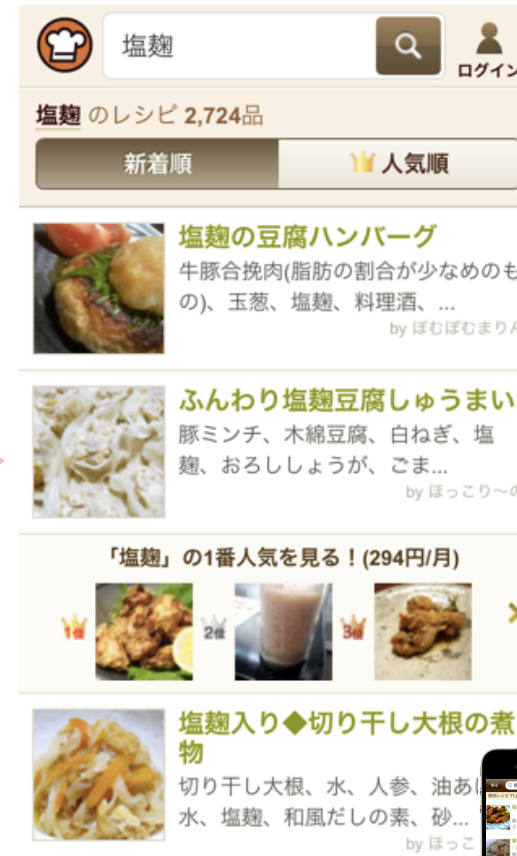 塩麹
ログイン
塩麹 のレシピ 2,724品
新着順
人気順
塩麹の豆腐ハンバーグ
牛豚合挽肉(脂肪の割合が少なめのも
の)、玉葱、塩麹、料理酒、...
by ぽむぽむまりん
ふんわり塩麹豆腐しゅうまい
豚ミンチ、木綿豆腐、白ねぎ、塩
麹、おろししょうが、ごま...
by ほっこり〜の
「塩麹」の1番人気を見る！(294円/月)
1位
2位
3位
塩麹入り◆切り干し大根の煮
物
切り干し大根、水、人参、油あ
水、塩麹、和風だしの素、砂...
by ほっこ